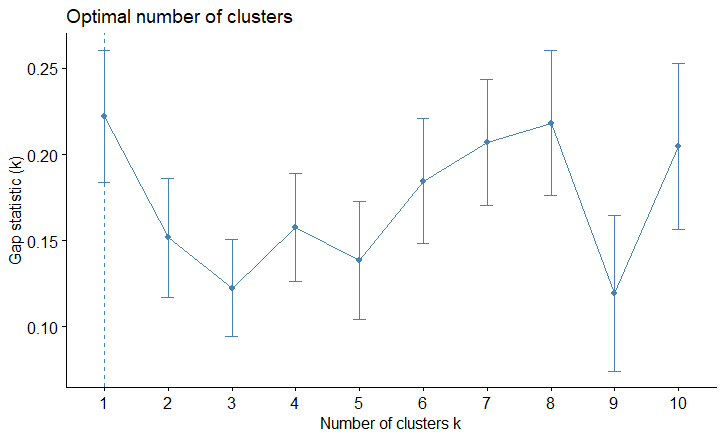 Optimal number of clusters
Gap statistic (k)
0.25
0.20
0.15
0.10
1 2 3 4 5 6 7 8 9 10
Number of clusters k